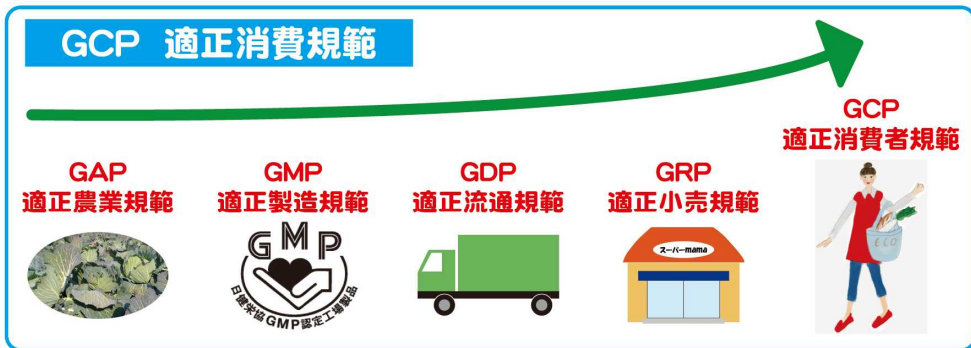 GCP 適正消費規範
GCP
適正消費者規範
GAP
適正農業規範
GMP
適正製造規範
GDP
適正流通規範
GRP
適正小売規範
GMP
日健栄協GMP認定工場製品
スーパーmama
ECO